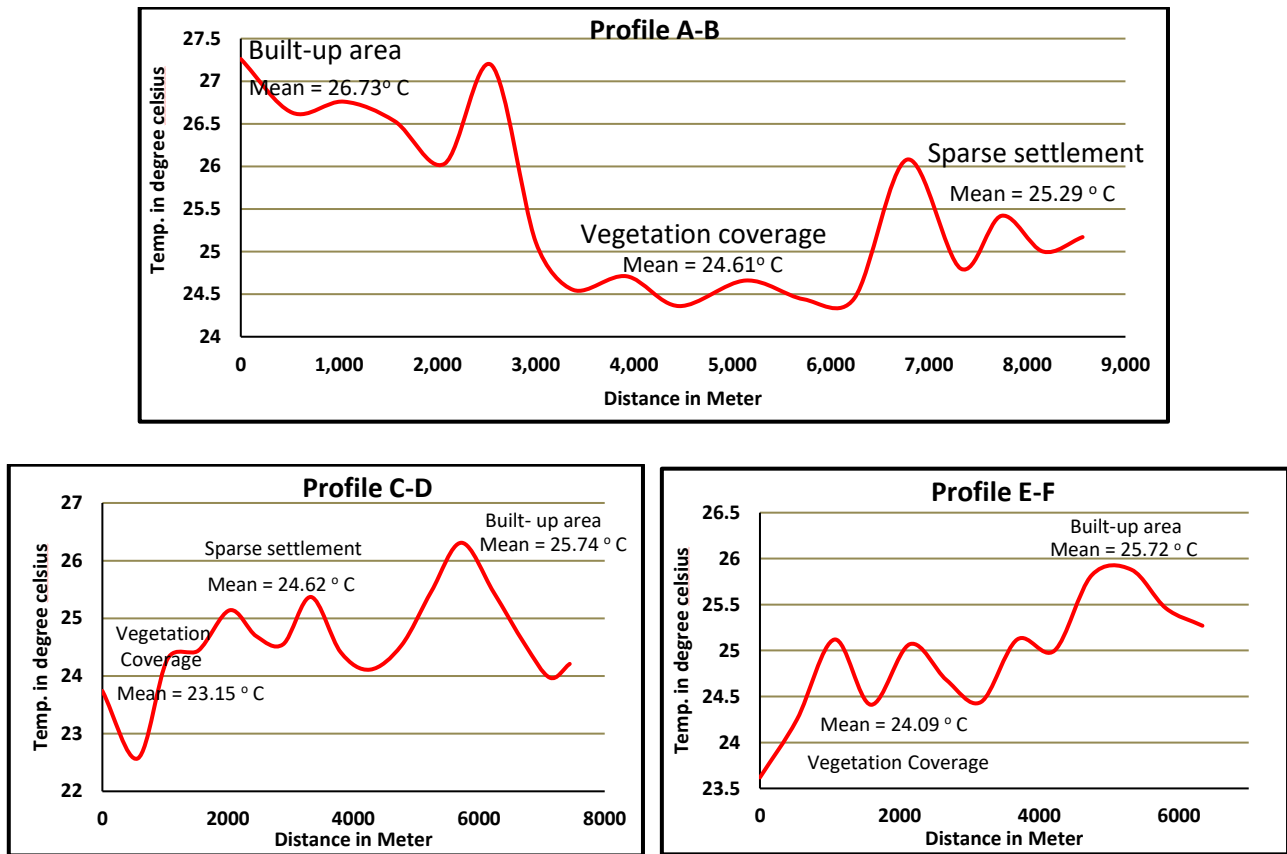 Profile A-B
27.5
27
26.5
26
25.5
25
24.5
24
Temp. in degree celsius
Built-up area
Mean = 26.73° C
Sparse settlement
Mean = 25.29 ° C
Vegetation coverage
Mean = 24.61° C
0 1,000 2,000 3,000 4,000 5,000 6,000 7,000 8,000 9,000
Distance in Meter
Profile C-D
27
26
25
24
23
22
Temp. in degree celsius
Built- up area
Mean = 25.74 ° C
Sparse settlement
Mean = 24.62 ° C
Vegetation
Coverage
Mean = 23.15 ° C
0 2000 4000 6000 8000
Distance in Meter
Profile E-F
26.5
26
25.5
25
24.5
24
23.5
Temp. in degree celsius
Built-up area
Mean = 25.72 ° C
Mean = 24.09 ° C
Vegetation Coverage
0 2000 4000 6000
Distance in Meter